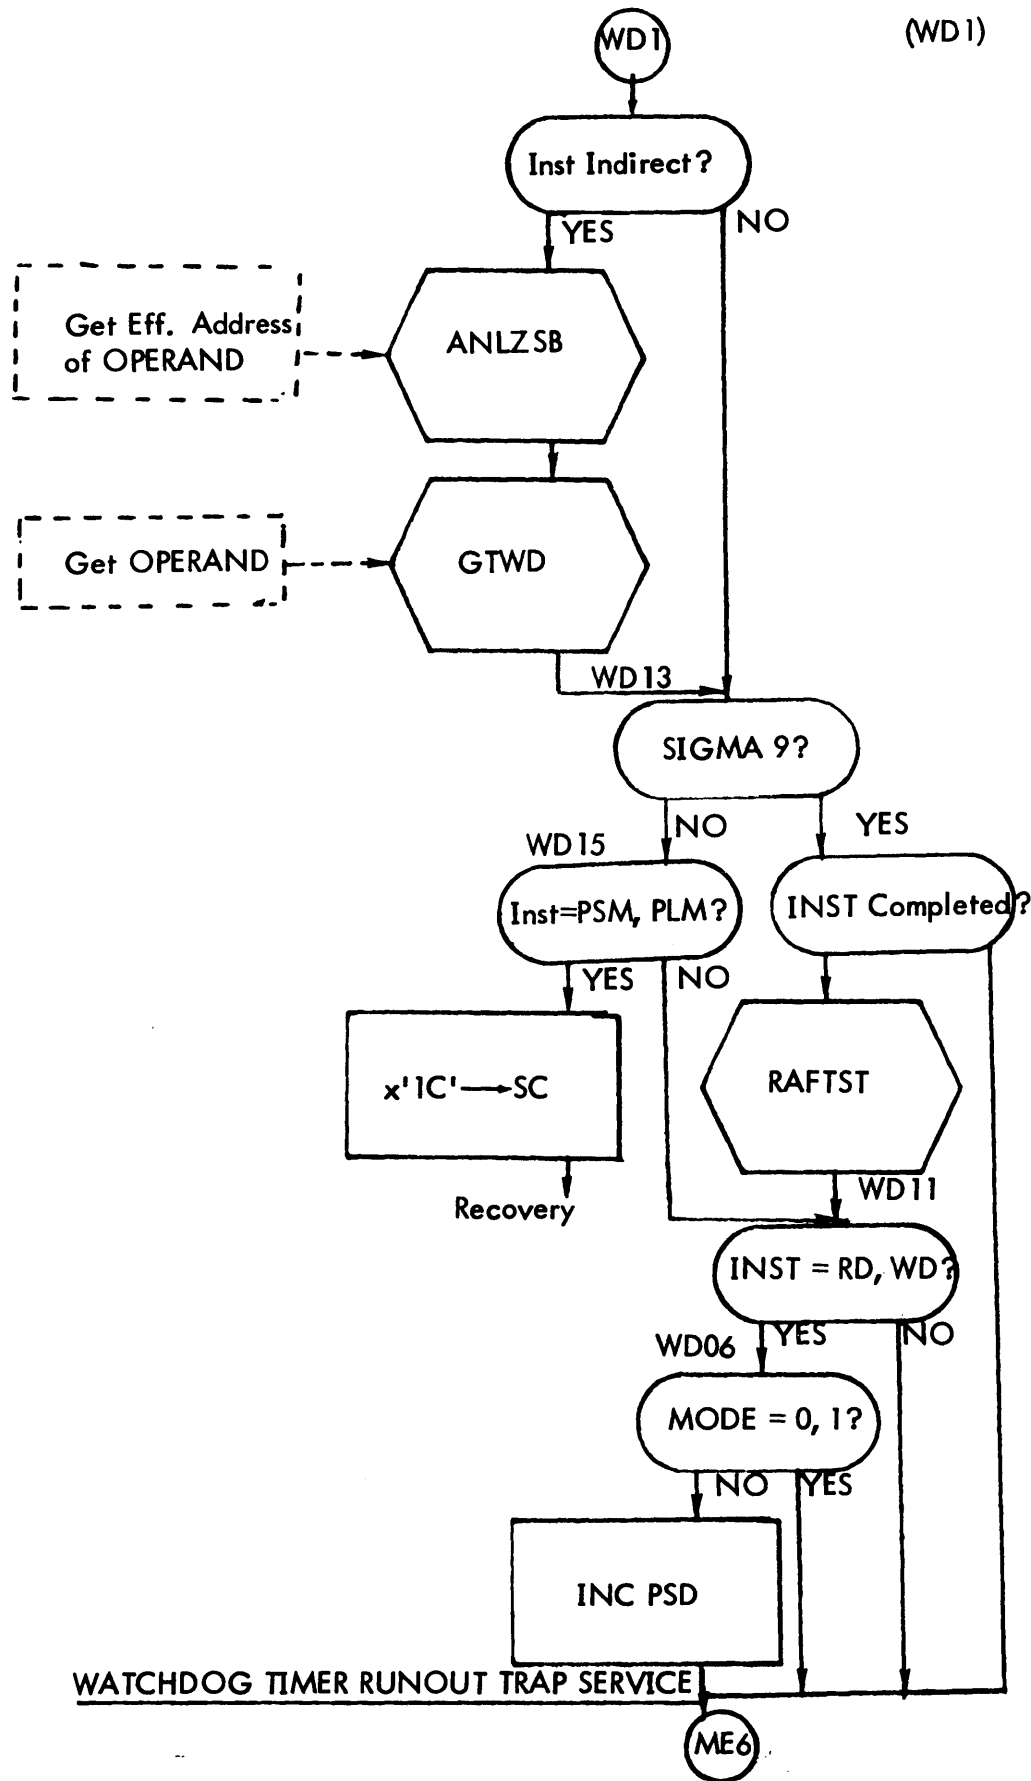 WD1
(WD1)
Inst Indirect?
YES
NO
Get Eff. Address
of OPERAND
ANLZSB
Get OPERAND
GTWD
WD13
SIGMA 9?
NO
YES
WD15
Inst=PSM, PLM?
INST Completed?
YES
NO
x'1C'→SC
RAFTST
Recovery
WD11
INST = RD, WD?
YES
NO
WD06
MODE = 0, 1?
NO
YES
INC PSD
WATCHDOG TIMER RUNOUT TRAP SERVICE
ME6